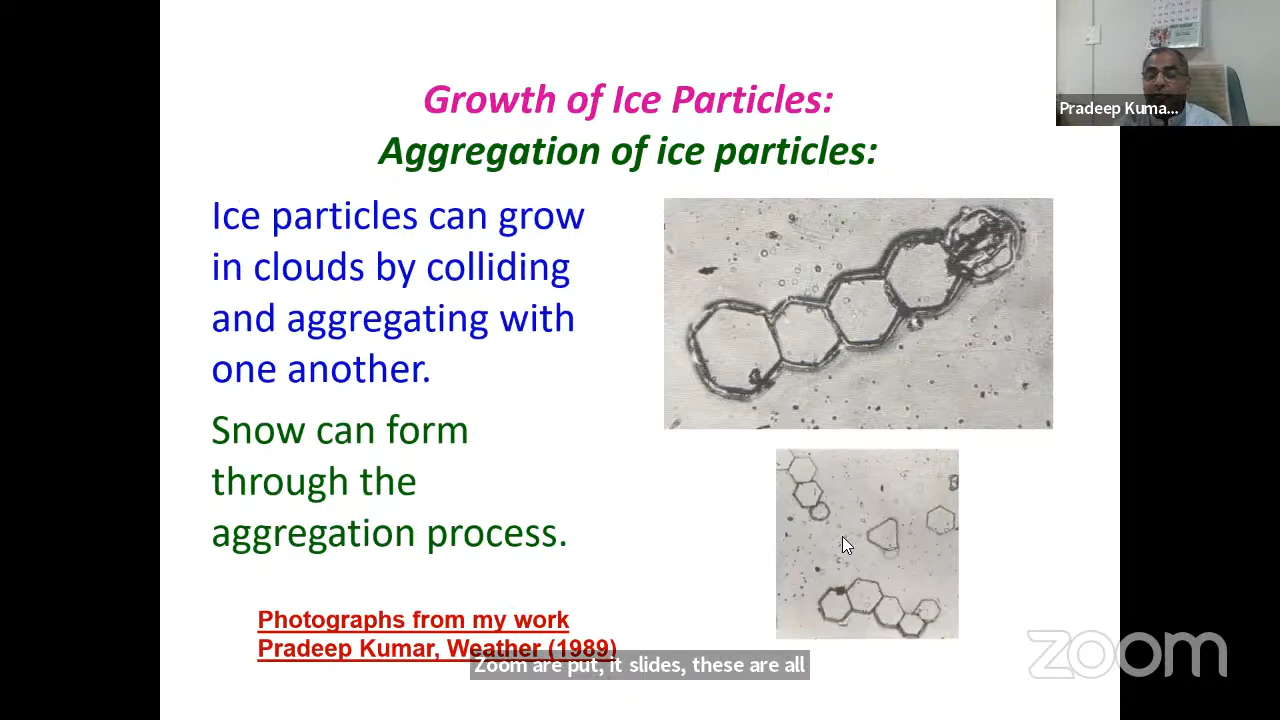 Growth of Ice Particles:
Aggregation of ice particles:
Ice particles can grow
in clouds by colliding
and aggregating with
one another.
Snow can form
through the
aggregation process.
Photographs from my work
Pradeep Kumar, Weather (1989)
Zoom are put, it slides, these are all
Pradeep Kuma...
zoom